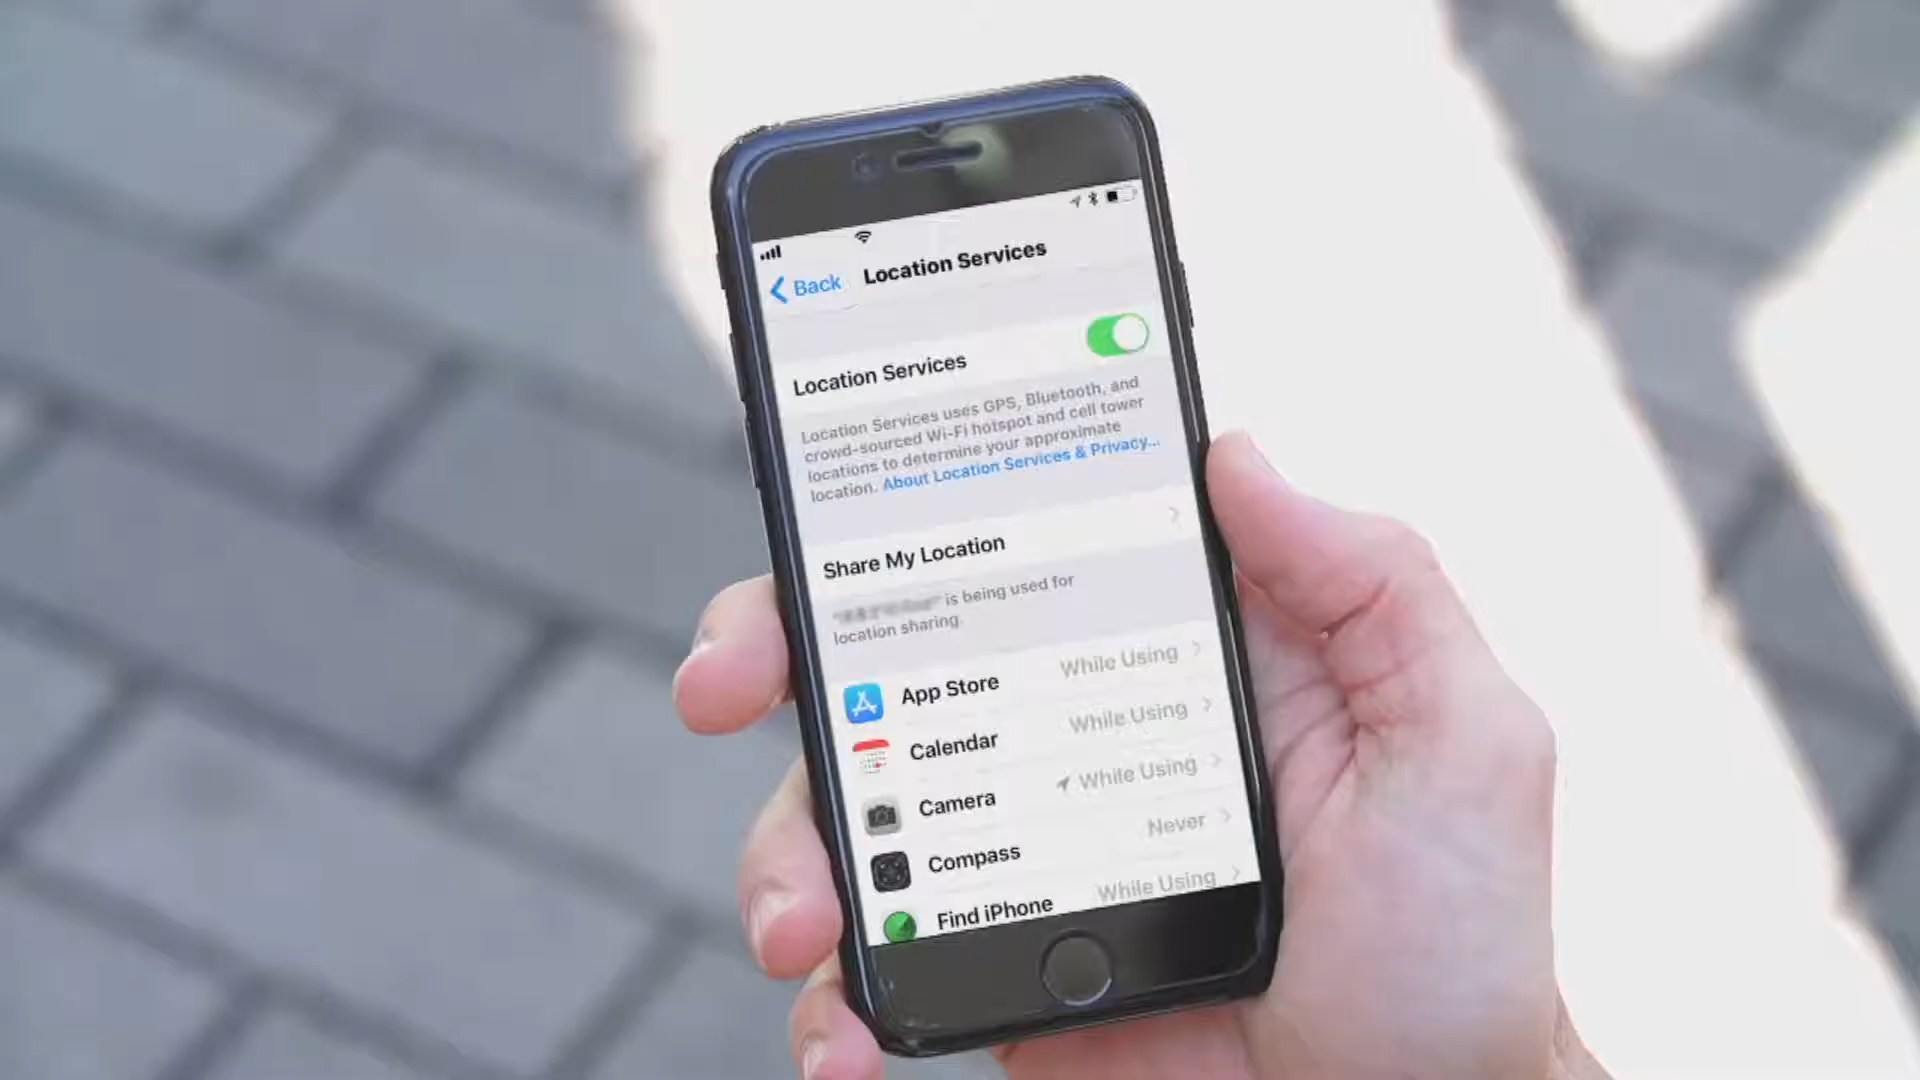 Back
Location Services
Location Services
Location Services uses GPS, Bluetooth, and
crowd-sourced Wi-Fi hotspot and cell tower
locations to determine your approximate
location. About Location Services & Privacy...
Share My Location
is being used for
location sharing.
App Store While Using
Calendar While Using
Camera While Using
Compass Never
Find iPhone While Using